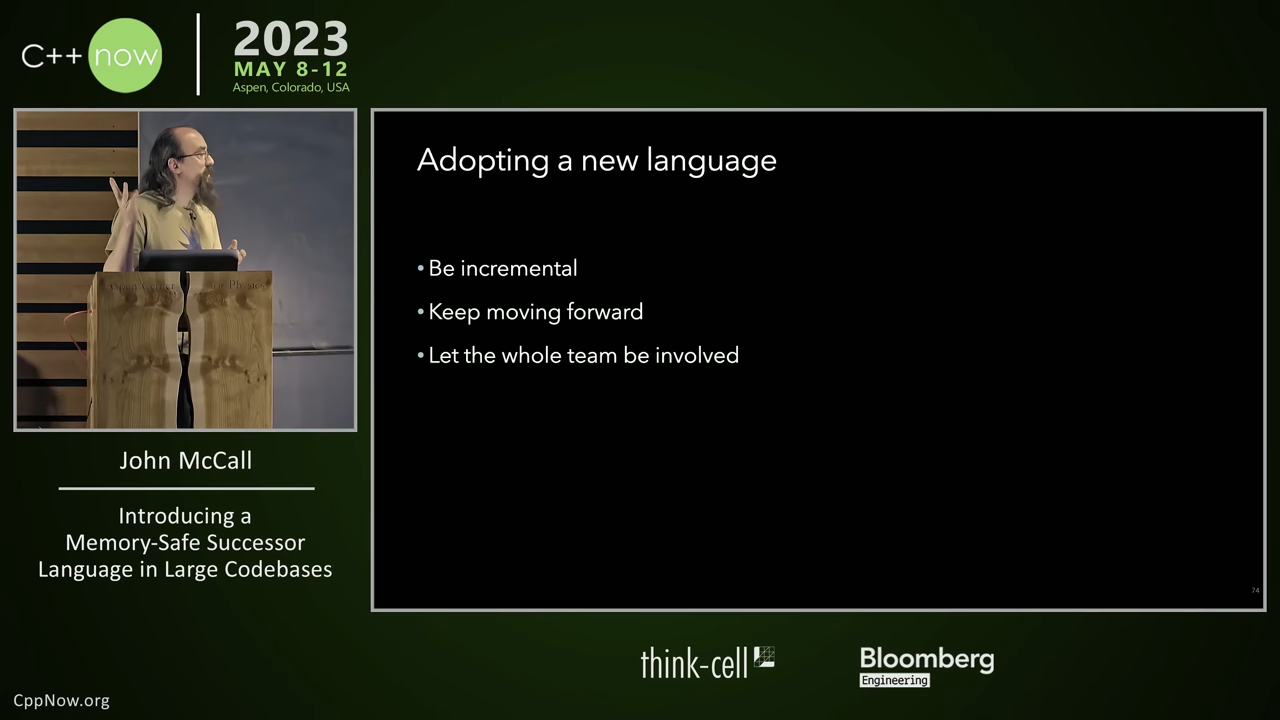 C++ now
2023
MAY 8-12
Aspen, Colorado, USA
Adopting a new language
• Be incremental
• Keep moving forward
• Let the whole team be involved
74
John McCall
Introducing a
Memory-Safe Successor
Language in Large Codebases
think-cell
Bloomberg
Engineering
CppNow.org